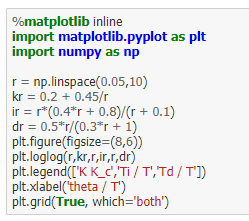 %matplotlib inline
import matplotlib.pyplot as plt
import numpy as np
r = np.linspace(0.05,10)
kr = 0.2 + 0.45/r
ir = r*(0.4*r + 0.8)/(r + 0.1)
dr = 0.5*r/(0.3*r + 1)
plt.figure(figsize=(8,6))
plt.loglog(r,kr,r,ir,r,dr)
plt.legend(['K K_c','Ti / T','Td / T'])
plt.xlabel('theta / T')
plt.grid(True, which='both')